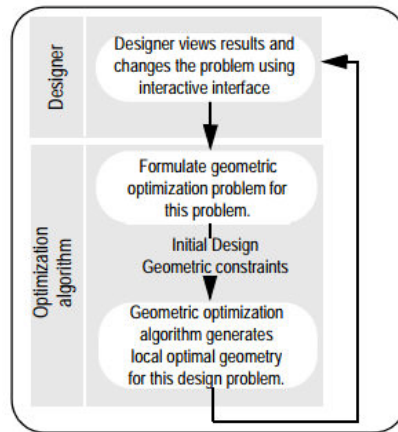 Designer
Designer views results and
changes the problem using
interactive interface
Optimization
algorithm
Formulate geometric
optimization problem for
this problem.
Initial Design
Geometric constraints
Geometric optimization
algorithm generates
local optimal geometry
for this design problem.